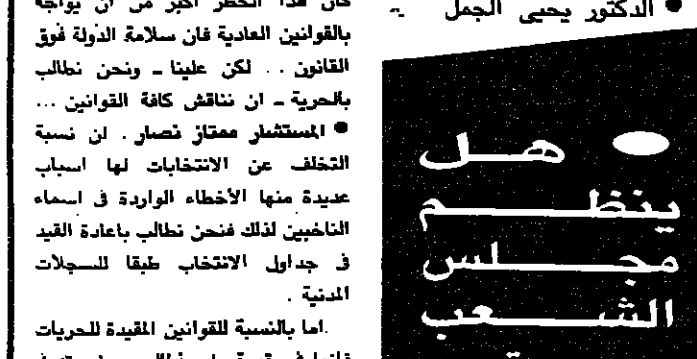 ● الدكتور يحيى الجمل
● هل
ينظم
مجلس
الشعب
كان هذا الخطر أكبر من أن يواجه
بالقوانين العادية فان سلامة الدولة فوق
القانون .. لكن علينا ـ ونحن نطالب
بالحرية ـ ان نناقش كافة القوانين ...
● المستشار ممتاز نصار . ان نسبة
التخلف عن الانتخابات لها اسباب
عديدة منها الأخطاء الواردة فى اسماء
الناخبين لذلك فنحن نطالب باعادة القيد
فى جداول الانتخاب طبقا للسجلات
المدنية .
.اما بالنسبة للقوانين المقيدة للحريات